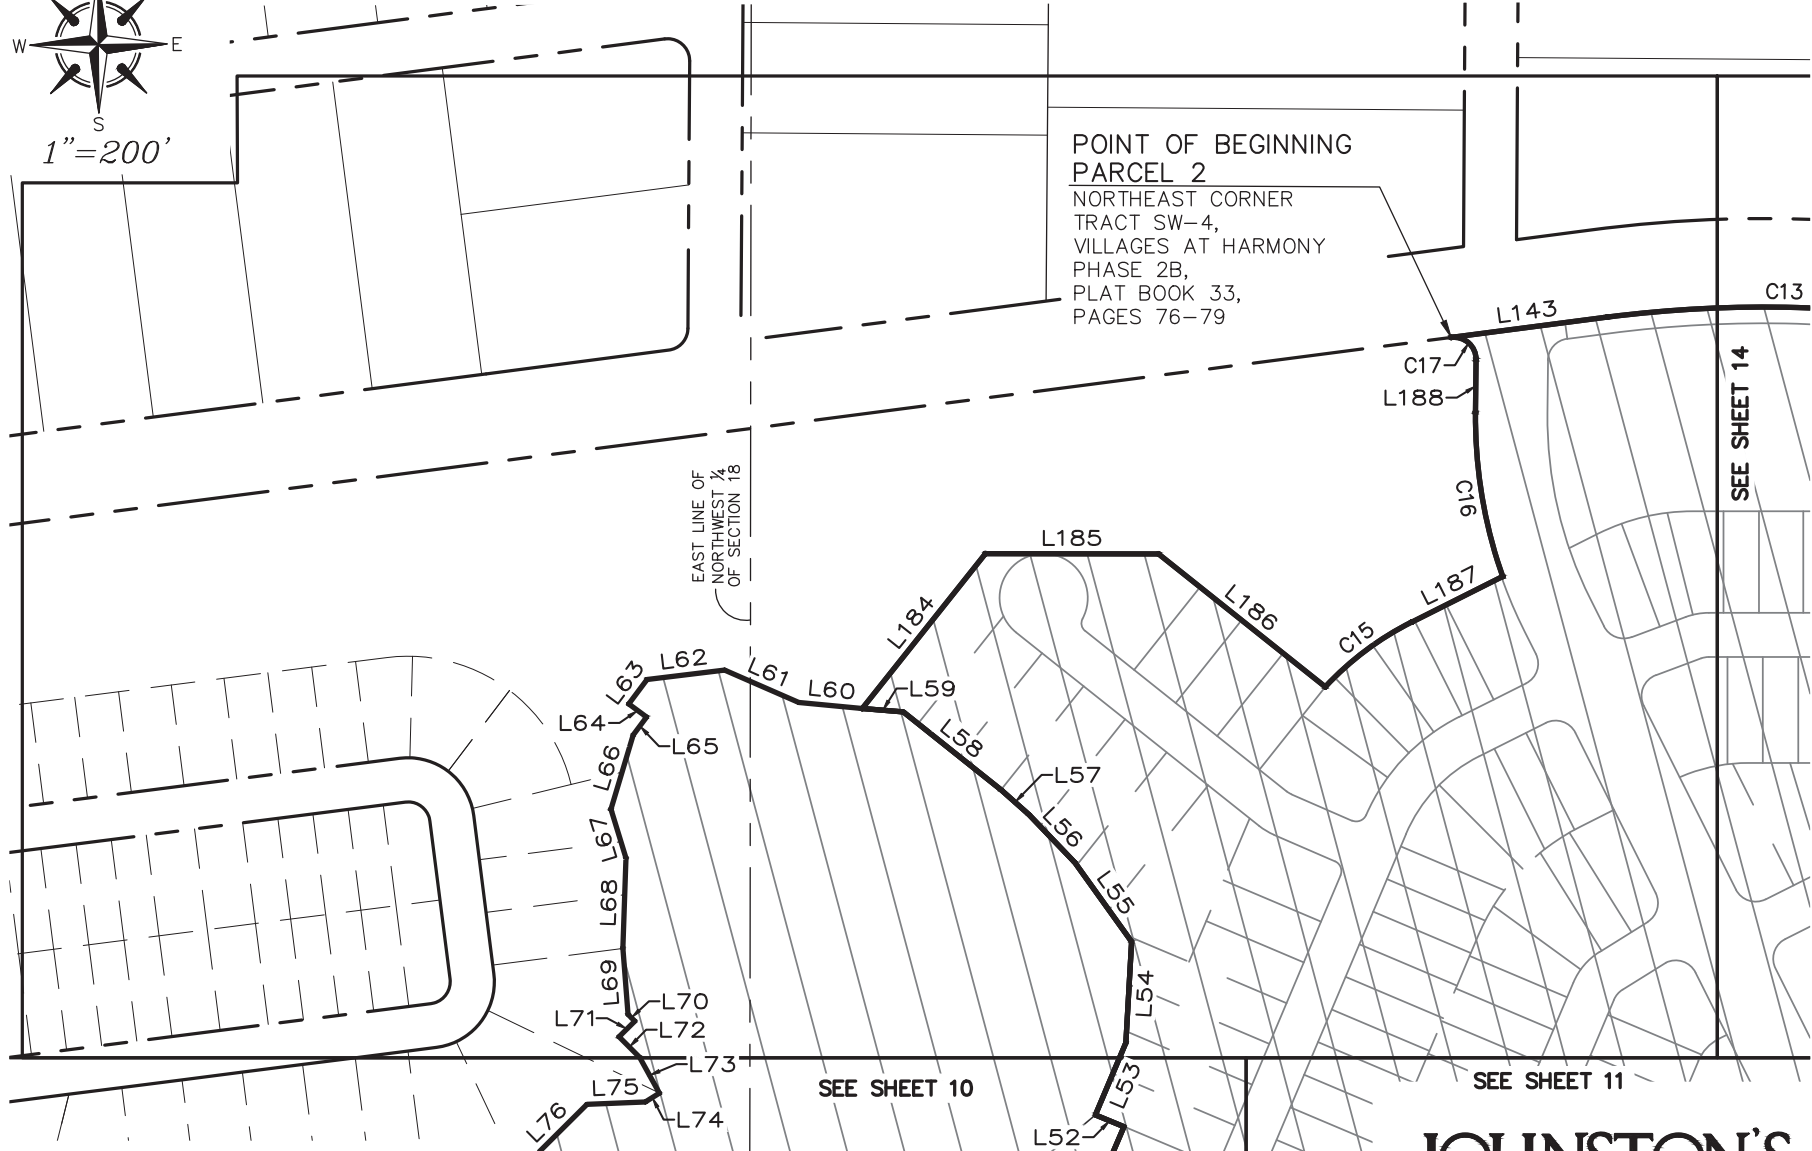 W
E
S
1"=200'
POINT OF BEGINNING
PARCEL 2
NORTHEAST CORNER
TRACT SW-4,
VILLAGES AT HARMONY
PHASE 2B,
PLAT BOOK 33,
PAGES 76-79
L143
C13
C17
L188
SEE SHEET 14
C16
EAST LINE OF
NORTHWEST ¼
OF SECTION 18
L185
L184
L186
L187
C15
L63
L62
L61
L60
L59
L64
L65
L58
L66
L57
L67
L56
L68
L55
L69
L54
L70
L71
L72
L73
L75
L74
L76
L53
L52
SEE SHEET 10
SEE SHEET 11
JOHNSTON'S